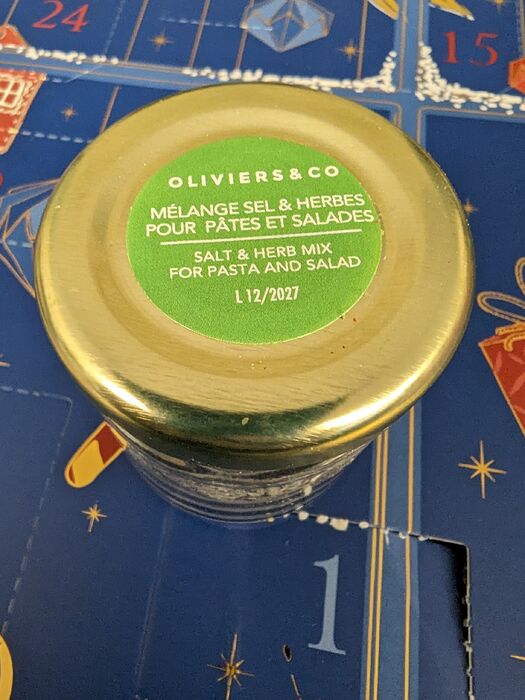 24
15
OLIVIERS&CO
MÉLANGE SEL & HERBES
POUR PÂTES ET SALADES
SALT & HERB MIX
FOR PASTA AND SALAD
L 12/2027
1